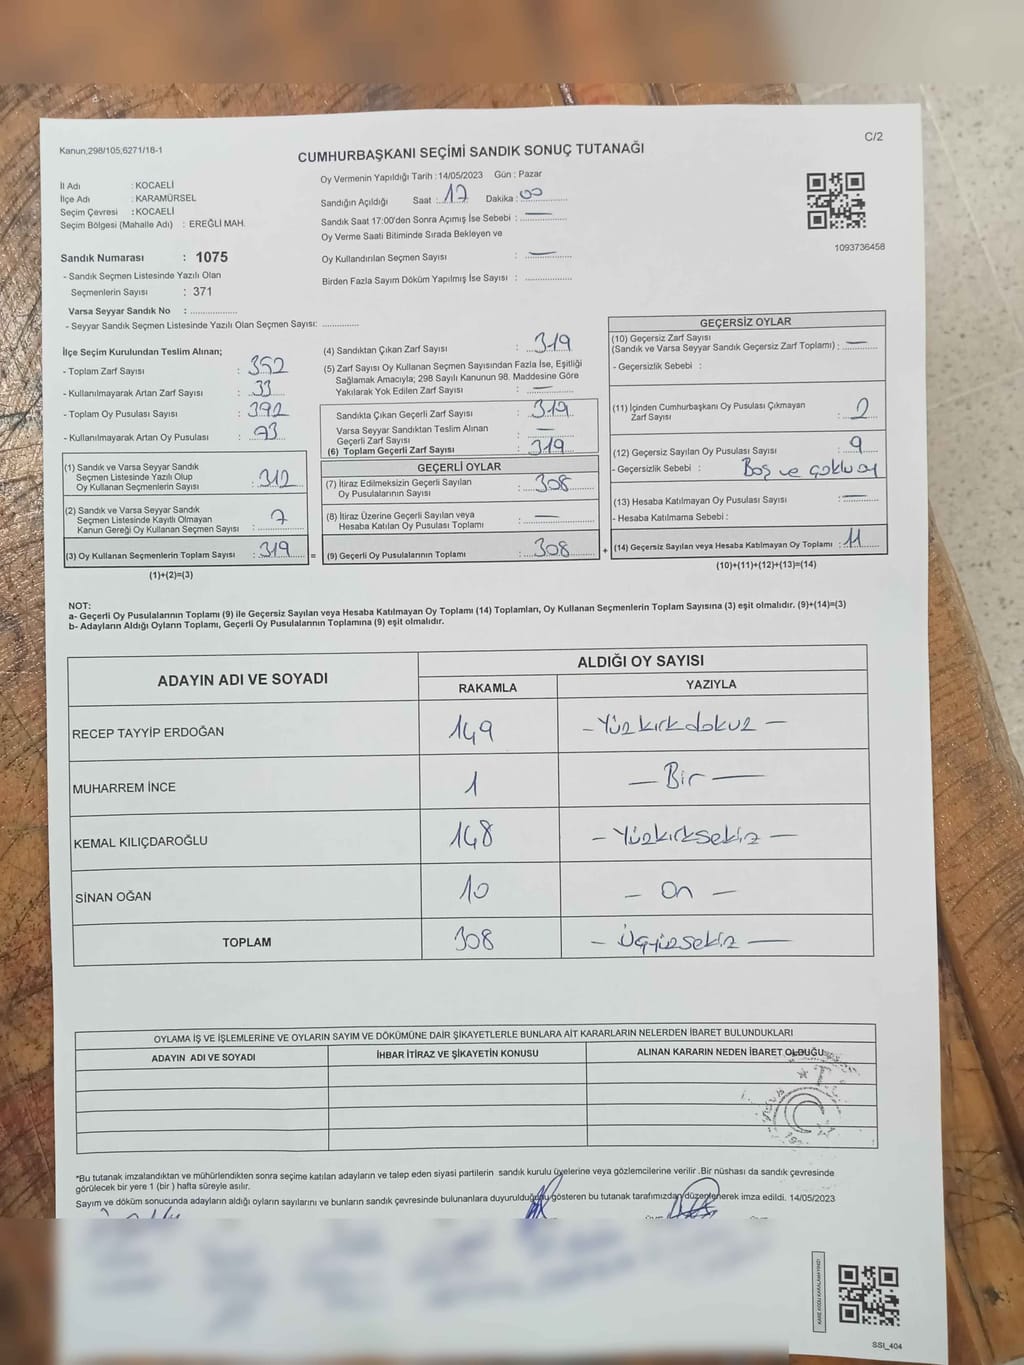 Kanun,298/105,6271/18-1
C/2
CUMHURBAŞKANI SEÇİMİ SANDIK SONUÇ TUTANAĞI
İl Adı : KOCAELİ
İlçe Adı : KARAMÜRSEL
Seçim Çevresi : KOCAELİ
Seçim Bölgesi (Mahalle Adı) : EREĞLİ MAH.
Oy Vermenin Yapıldığı Tarih : 14/05/2023 Gün : Pazar
Sandığın Açıldığı Saat : 17 Dakika : 00
Sandık Saat 17:00'den Sonra Açımış İse Sebebi : —
Oy Verme Saati Bitiminde Sırada Bekleyen ve
Oy Kullandırılan Seçmen Sayısı : —
Birden Fazla Sayım Döküm Yapılmış İse Sayısı : ..............
1093736458
Sandık Numarası : 1075
- Sandık Seçmen Listesinde Yazılı Olan
Seçmenlerin Sayısı : 371
Varsa Seyyar Sandık No : ..............
- Seyyar Sandık Seçmen Listesinde Yazılı Olan Seçmen Sayısı: ............
İlçe Seçim Kurulundan Teslim Alınan;
- Toplam Zarf Sayısı : 352
- Kullanılmayarak Artan Zarf Sayısı : 33
- Toplam Oy Pusulası Sayısı : 392
- Kullanılmayarak Artan Oy Pusulası : 93
(1) Sandık ve Varsa Seyyar Sandık
Seçmen Listesinde Yazılı Olup
Oy Kullanan Seçmenlerin Sayısı : 312
(2) Sandık ve Varsa Seyyar Sandık
Seçmen Listesinde Kayıtlı Olmayan
Kanun Gereği Oy Kullanan Seçmen Sayısı : 7
(3) Oy Kullanan Seçmenlerin Toplam Sayısı : 319
(1)+(2)=(3)
(4) Sandıktan Çıkan Zarf Sayısı : 319
(5) Zarf Sayısı Oy Kullanan Seçmen Sayısından Fazla İse, Eşitliği
Sağlamak Amacıyla; 298 Sayılı Kanunun 98. Maddesine Göre
Yakılarak Yok Edilen Zarf Sayısı : —
Sandıkta Çıkan Geçerli Zarf Sayısı : 319
Varsa Seyyar Sandıktan Teslim Alınan
Geçerli Zarf Sayısı : —
(6) Toplam Geçerli Zarf Sayısı : 319
GEÇERLİ OYLAR
(7) İtiraz Edilmeksizin Geçerli Sayılan
Oy Pusulalarının Sayısı : 308
(8) İtiraz Üzerine Geçerli Sayılan veya
Hesaba Katılan Oy Pusulası Toplamı : —
= (9) Geçerli Oy Pusulalarının Toplamı : 308
GEÇERSİZ OYLAR
(10) Geçersiz Zarf Sayısı
(Sandık ve Varsa Seyyar Sandık Geçersiz Zarf Toplamı) : —
- Geçersizlik Sebebi :
(11) İçinden Cumhurbaşkanı Oy Pusulası Çıkmayan
Zarf Sayısı : 2
(12) Geçersiz Sayılan Oy Pusulası Sayısı : 9
- Geçersizlik Sebebi : Boş ve çoklu oy
(13) Hesaba Katılmayan Oy Pusulası Sayısı : —
- Hesaba Katılmama Sebebi :
+ (14) Geçersiz Sayılan veya Hesaba Katılmayan Oy Toplamı : 11
(10)+(11)+(12)+(13)=(14)
NOT:
a- Geçerli Oy Pusulalarının Toplamı (9) ile Geçersiz Sayılan veya Hesaba Katılmayan Oy Toplamı (14) Toplamları, Oy Kullanan Seçmenlerin Toplam Sayısına (3) eşit olmalıdır. (9)+(14)=(3)
b- Adayların Aldığı Oyların Toplamı, Geçerli Oy Pusulalarının Toplamına (9) eşit olmalıdır.
ADAYIN ADI VE SOYADI
ALDIĞI OY SAYISI
RAKAMLA YAZIYLA
RECEP TAYYİP ERDOĞAN 149 - Yüzkırkdokuz -
MUHARREM İNCE 1 - Bir -
KEMAL KILIÇDAROĞLU 148 - Yüzkırksekiz -
SİNAN OĞAN 10 - On -
TOPLAM 308 - Üçyüzsekiz -
OYLAMA İŞ VE İŞLEMLERİNE VE OYLARIN SAYIM VE DÖKÜMÜNE DAİR ŞİKAYETLERLE BUNLARA AİT KARARLARIN NELERDEN İBARET BULUNDUKLARI
ADAYIN ADI VE SOYADI İHBAR İTİRAZ VE ŞİKAYETİN KONUSU ALINAN KARARIN NEDEN İBARET OLDUĞU
*Bu tutanak imzalandıktan ve mühürlendikten sonra seçime katılan adayların ve talep eden siyasi partilerin sandık kurulu üyelerine veya gözlemcilerine verilir .Bir nüshası da sandık çevresinde
görülecek bir yere 1 (bir ) hafta süreyle asılır.
Sayım ve döküm sonucunda adayların aldığı oyların sayılarını ve bunların sandık çevresinde bulunanlara duyurulduğunu gösteren bu tutanak tarafımızdan düzenlenerek imza edildi. 14/05/2023
SSI_404